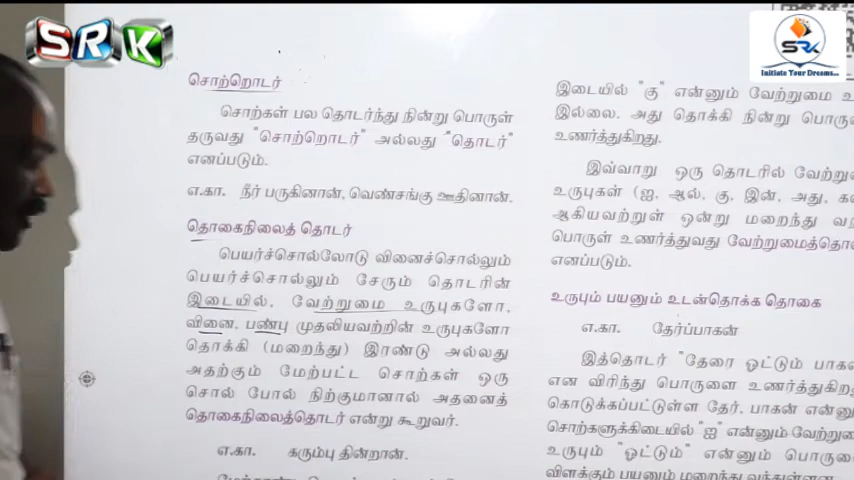 SRK
SRK
Initiate Your Dreams...
சொற்றொடர்
சொற்கள் பல தொடர்ந்து நின்று பொருள்
தருவது "சொற்றொடர்" அல்லது "தொடர்"
எனப்படும்.
எ.கா. நீர் பருகினான், வெண்சங்கு ஊதினான்.
தொகைநிலைத் தொடர்
பெயர்ச்சொல்லோடு வினைச்சொல்லும்
பெயர்ச்சொல்லும் சேரும் தொடரின்
இடையில், வேற்றுமை உருபுகளோ,
வினை, பண்பு முதலியவற்றின் உருபுகளோ
தொக்கி (மறைந்து) இரண்டு அல்லது
அதற்கும் மேற்பட்ட சொற்கள் ஒரு
சொல் போல் நிற்குமானால் அதனைத்
தொகைநிலைத்தொடர் என்று கூறுவர்.
எ.கா. கரும்பு தின்றான்.
இடையில் "கு" என்னும் வேற்றுமை
இல்லை. அது தொக்கி நின்று
உணர்த்துகிறது.
இவ்வாறு ஒரு தொடரில்
உருபுகள் (ஐ, ஆல், கு, இன், அது,
ஆகியவற்றுள் ஒன்று மறைந்து
பொருள் உணர்த்துவது
எனப்படும்.
உருபும் பயனும் உடன்தொக்க தொகை
எ.கா. தேர்ப்பாகன்
இத்தொடர் "தேரை ஓட்டும்
என விரிந்து பொருளை
கொடுக்கப்பட்டுள்ள தேர், பாகன்
சொற்களுக்கிடையில் "ஐ" என்னும்
உருபும் "ஓட்டும்" என்னும்
விளக்கும் பயனும் மறைந்து வந்துள்ளன